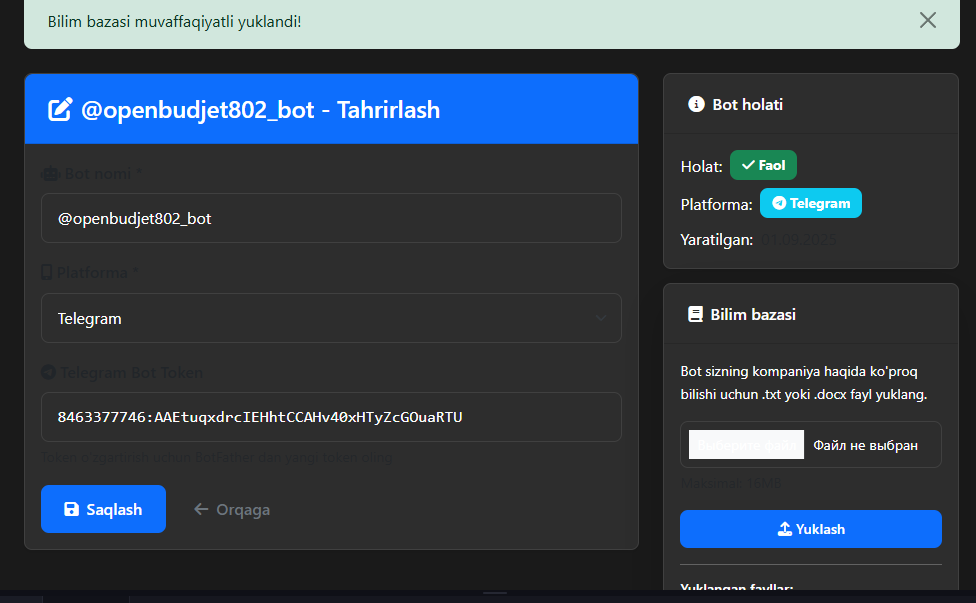 Bilim bazasi muvaffaqiyatli yuklandi!
@openbudjet802_bot - Tahrirlash
Bot nomi *
@openbudjet802_bot
Platforma *
Telegram
Telegram Bot Token
8463377746:AAEtuqxdrcIEHhtCCAHv40xHTyZcGOuaRTU
Token o'zgartirish uchun BotFather dan yangi token oling
Saqlash
Orqaga
Bot holati
Holat: Faol
Platforma: Telegram
Yaratilgan: 01.09.2025
Bilim bazasi
Bot sizning kompaniya haqida ko'proq
bilishi uchun .txt yoki .docx fayl yuklang.
Файл не выбран
Maksimal: 16MB
Yuklash
Yuklangan fayllar: